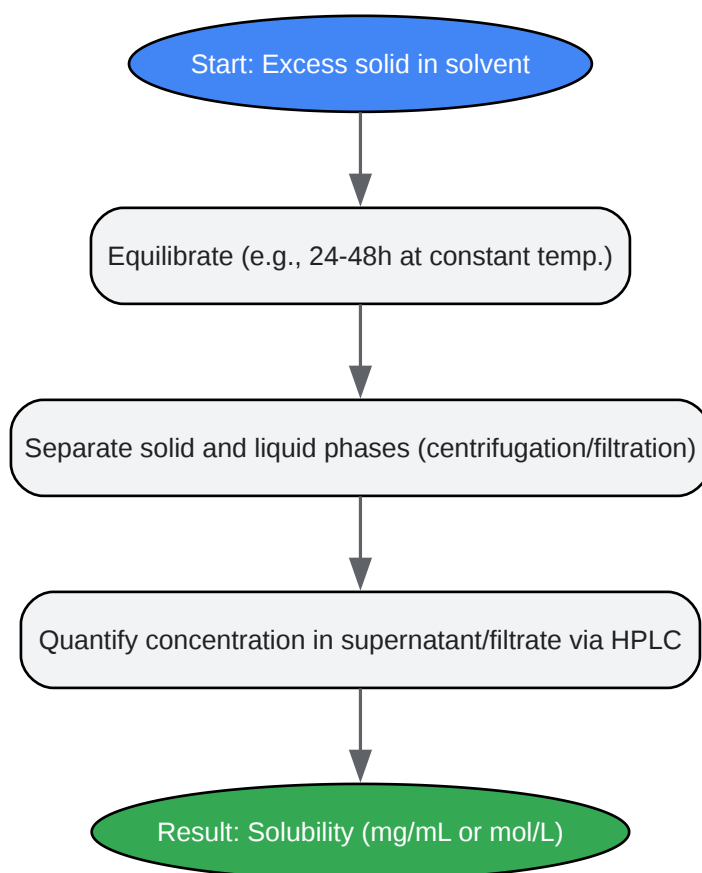 Start: Excess solid in solvent
Equilibrate (e.g., 24-48h at constant temp.)
Separate solid and liquid phases (centrifugation/filtration)
Quantify concentration in supernatant/filtrate via HPLC
Result: Solubility (mg/mL or mol/L)